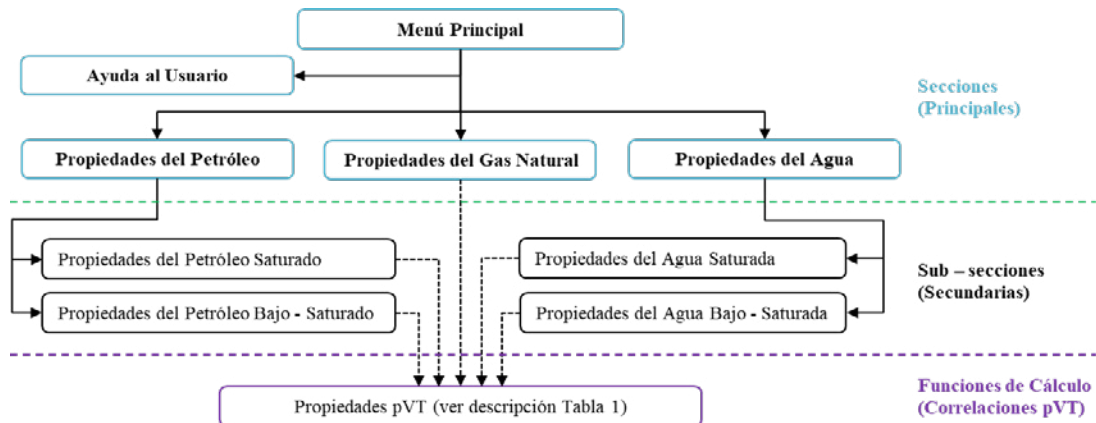 Menú Principal
Ayuda al Usuario
Secciones
(Principales)
Propiedades del Petróleo
Propiedades del Gas Natural
Propiedades del Agua
Propiedades del Petróleo Saturado
Propiedades del Agua Saturada
Sub – secciones
(Secundarias)
Propiedades del Petróleo Bajo - Saturado
Propiedades del Agua Bajo - Saturada
Funciones de Cálculo
(Correlaciones pVT)
Propiedades pVT (ver descripción Tabla 1)